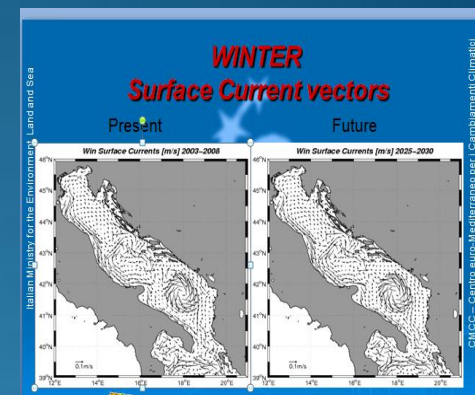 WINTER
Surface Current vectors
Present Future
Win Surface Currents [m/s] 2003-2008
Win Surface Currents [m/s] 2025-2030
Italian Ministry for the Environment, Land and Sea
CMCC – Centro euro-Mediterraneo per i Cambiamenti Climatici
46°N
45°N
44°N
43°N
42°N
41°N
40°N
39°N
0.1m/s
12°E 14°E 16°E 18°E 20°E
46°N
45°N
44°N
43°N
42°N
41°N
40°N
39°N
0.1m/s
12°E 14°E 16°E 18°E 20°E